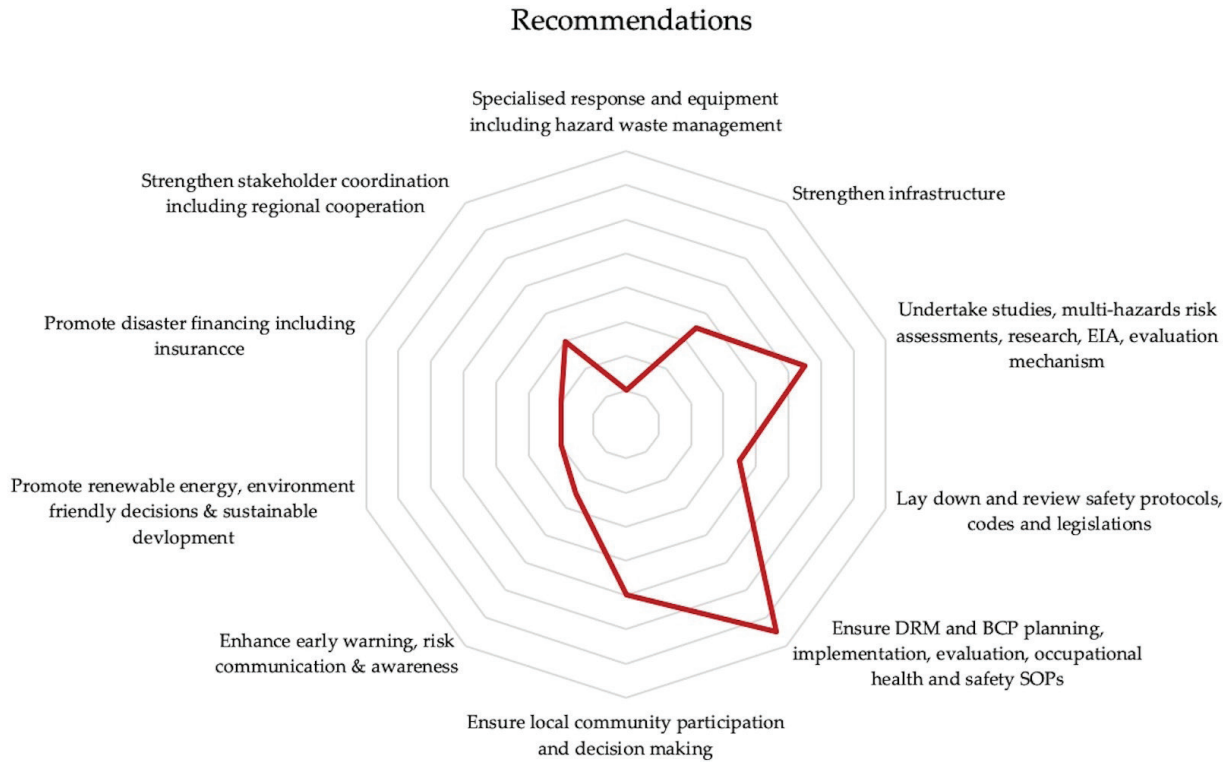 Recommendations
Specialised response and equipment
including hazard waste management
Strengthen infrastructure
Undertake studies, multi-hazards risk
assessments, research, EIA, evaluation
mechanism
Lay down and review safety protocols,
codes and legislations
Ensure DRM and BCP planning,
implementation, evaluation, occupational
health and safety SOPs
Ensure local community participation
and decision making
Enhance early warning, risk
communication & awareness
Promote renewable energy, environment
friendly decisions & sustainable
devlopment
Promote disaster financing including
insurancce
Strengthen stakeholder coordination
including regional cooperation